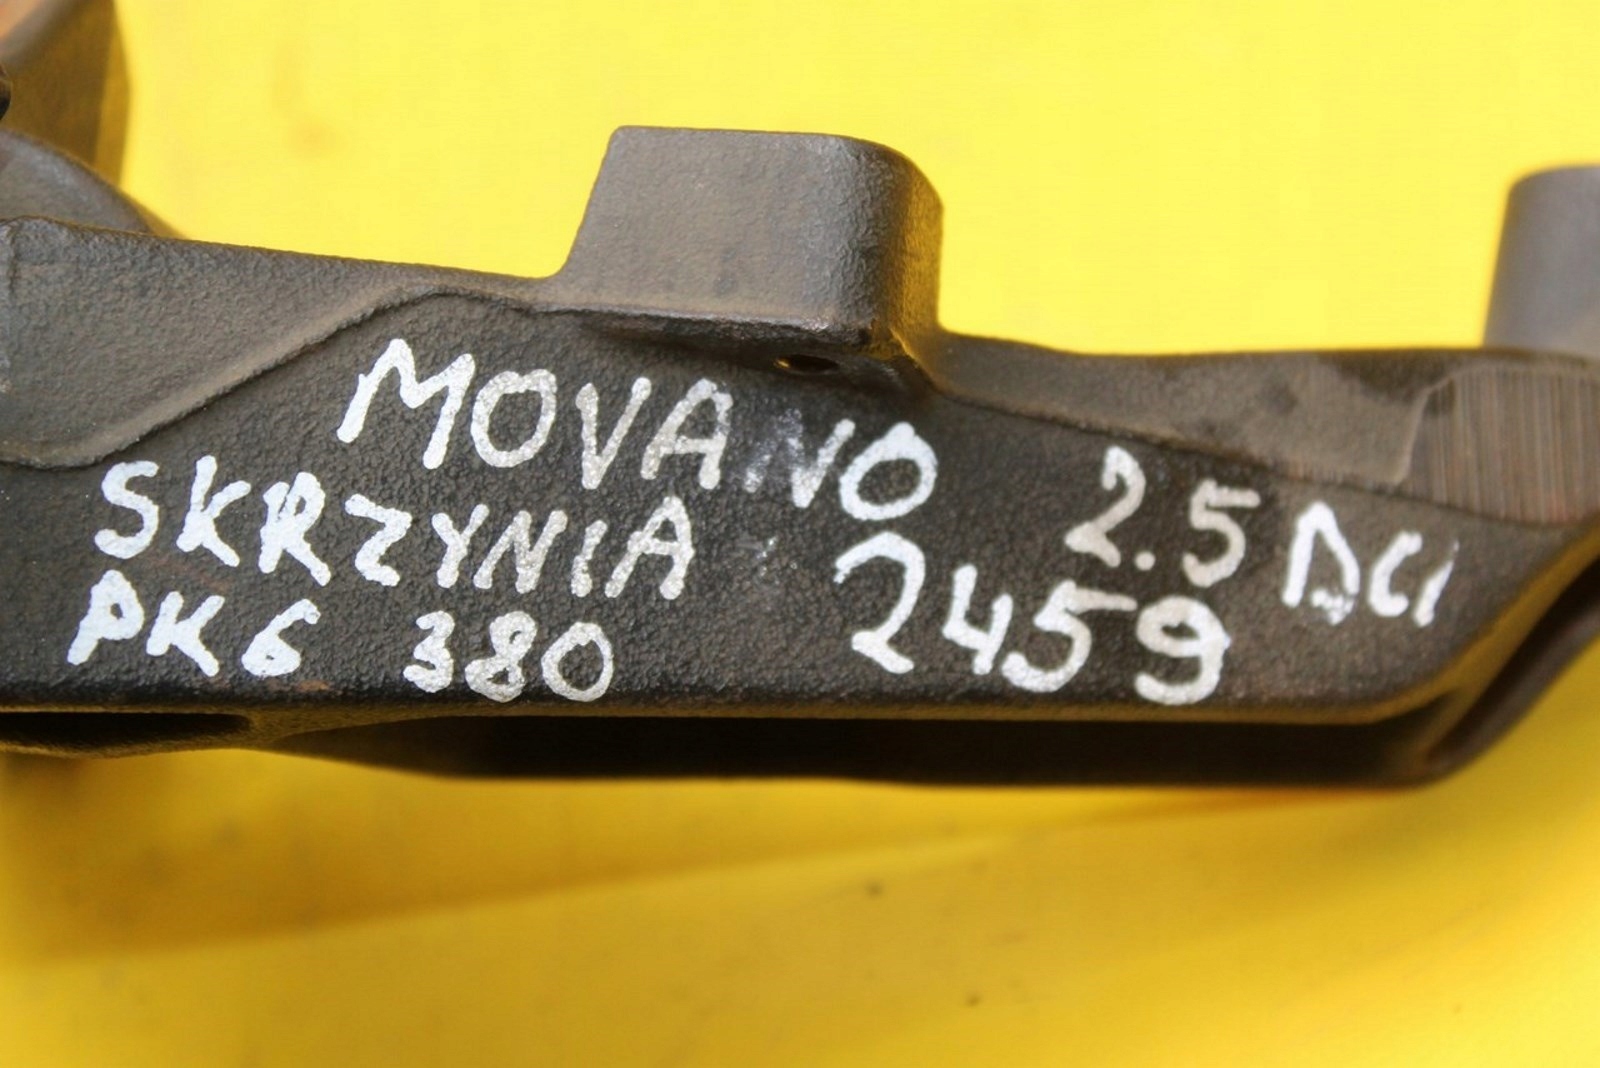 MOVANO 2.5 DCI
SKRZYNIA 2459
PK6 380